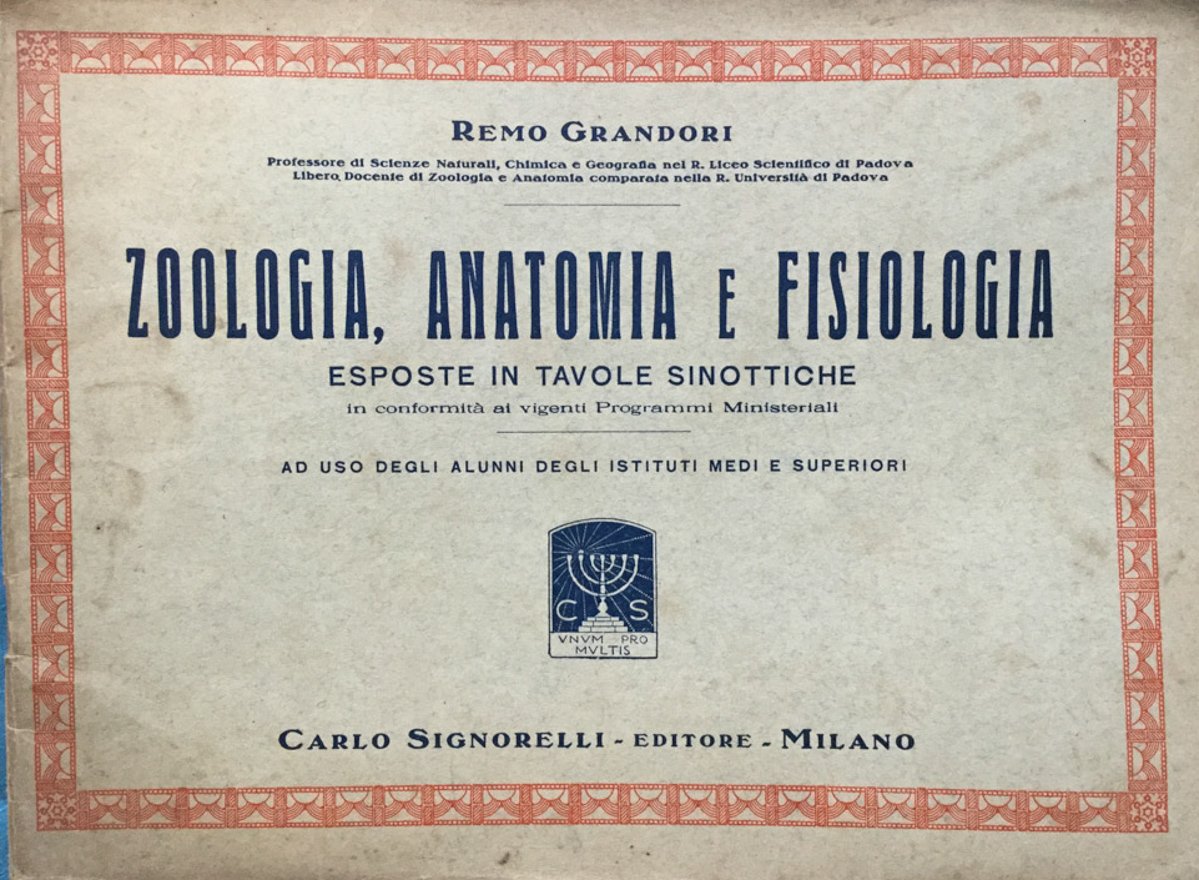 REMO GRANDORI
Professore di Scienze Naturali, Chimica e Geografia nel R. Liceo Scientifico di Padova
Libero Docente di Zoologia e Anatomia comparata nella R. Università di Padova
ZOOLOGIA, ANATOMIA E FISIOLOGIA
ESPOSTE IN TAVOLE SINOTTICHE
in conformità ai vigenti Programmi Ministeriali
AD USO DEGLI ALUNNI DEGLI ISTITUTI MEDI E SUPERIORI
C S
VNVM PRO
MVLTIS
CARLO SIGNORELLI - EDITORE - MILANO